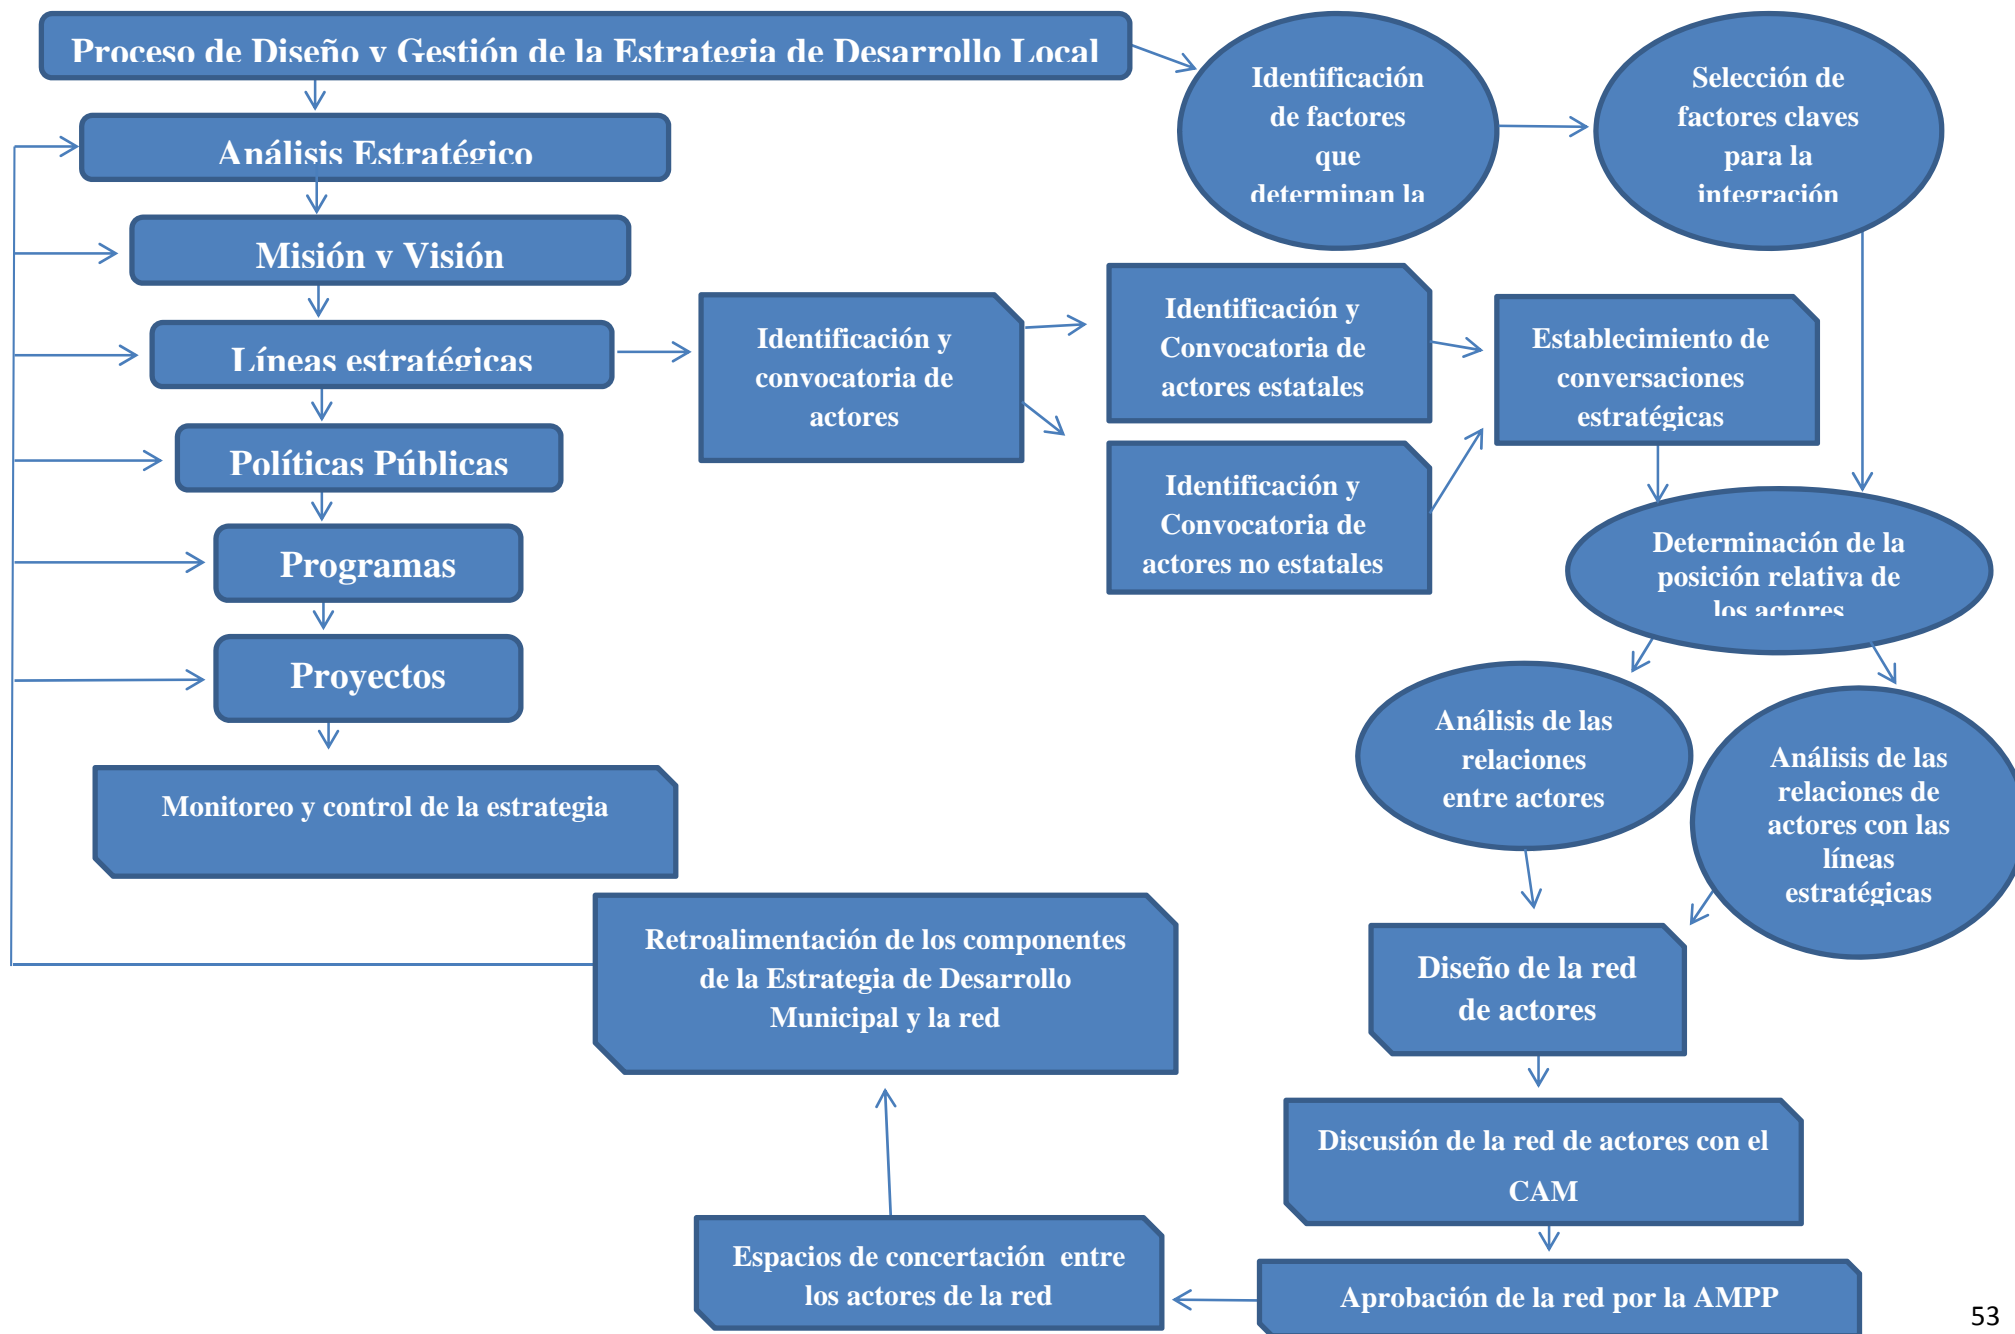 Proceso de Diseño y Gestión de la Estrategia de Desarrollo Local
Identificación
de factores
que
determinan la
Selección de
factores claves
para la
integración
Análisis Estratégico
Misión y Visión
Líneas estratégicas
Políticas Públicas
Programas
Proyectos
Monitoreo y control de la estrategia
Identificación y
convocatoria de
actores
Identificación y
Convocatoria de
actores estatales
Identificación y
Convocatoria de
actores no estatales
Establecimiento de
conversaciones
estratégicas
Determinación de la
posición relativa de
los actores
Análisis de las
relaciones
entre actores
Análisis de las
relaciones de
actores con las
líneas
estratégicas
Diseño de la red
de actores
Discusión de la red de actores con el
CAM
Aprobación de la red por la AMPP
Espacios de concertación entre
los actores de la red
Retroalimentación de los componentes
de la Estrategia de Desarrollo
Municipal y la red
53